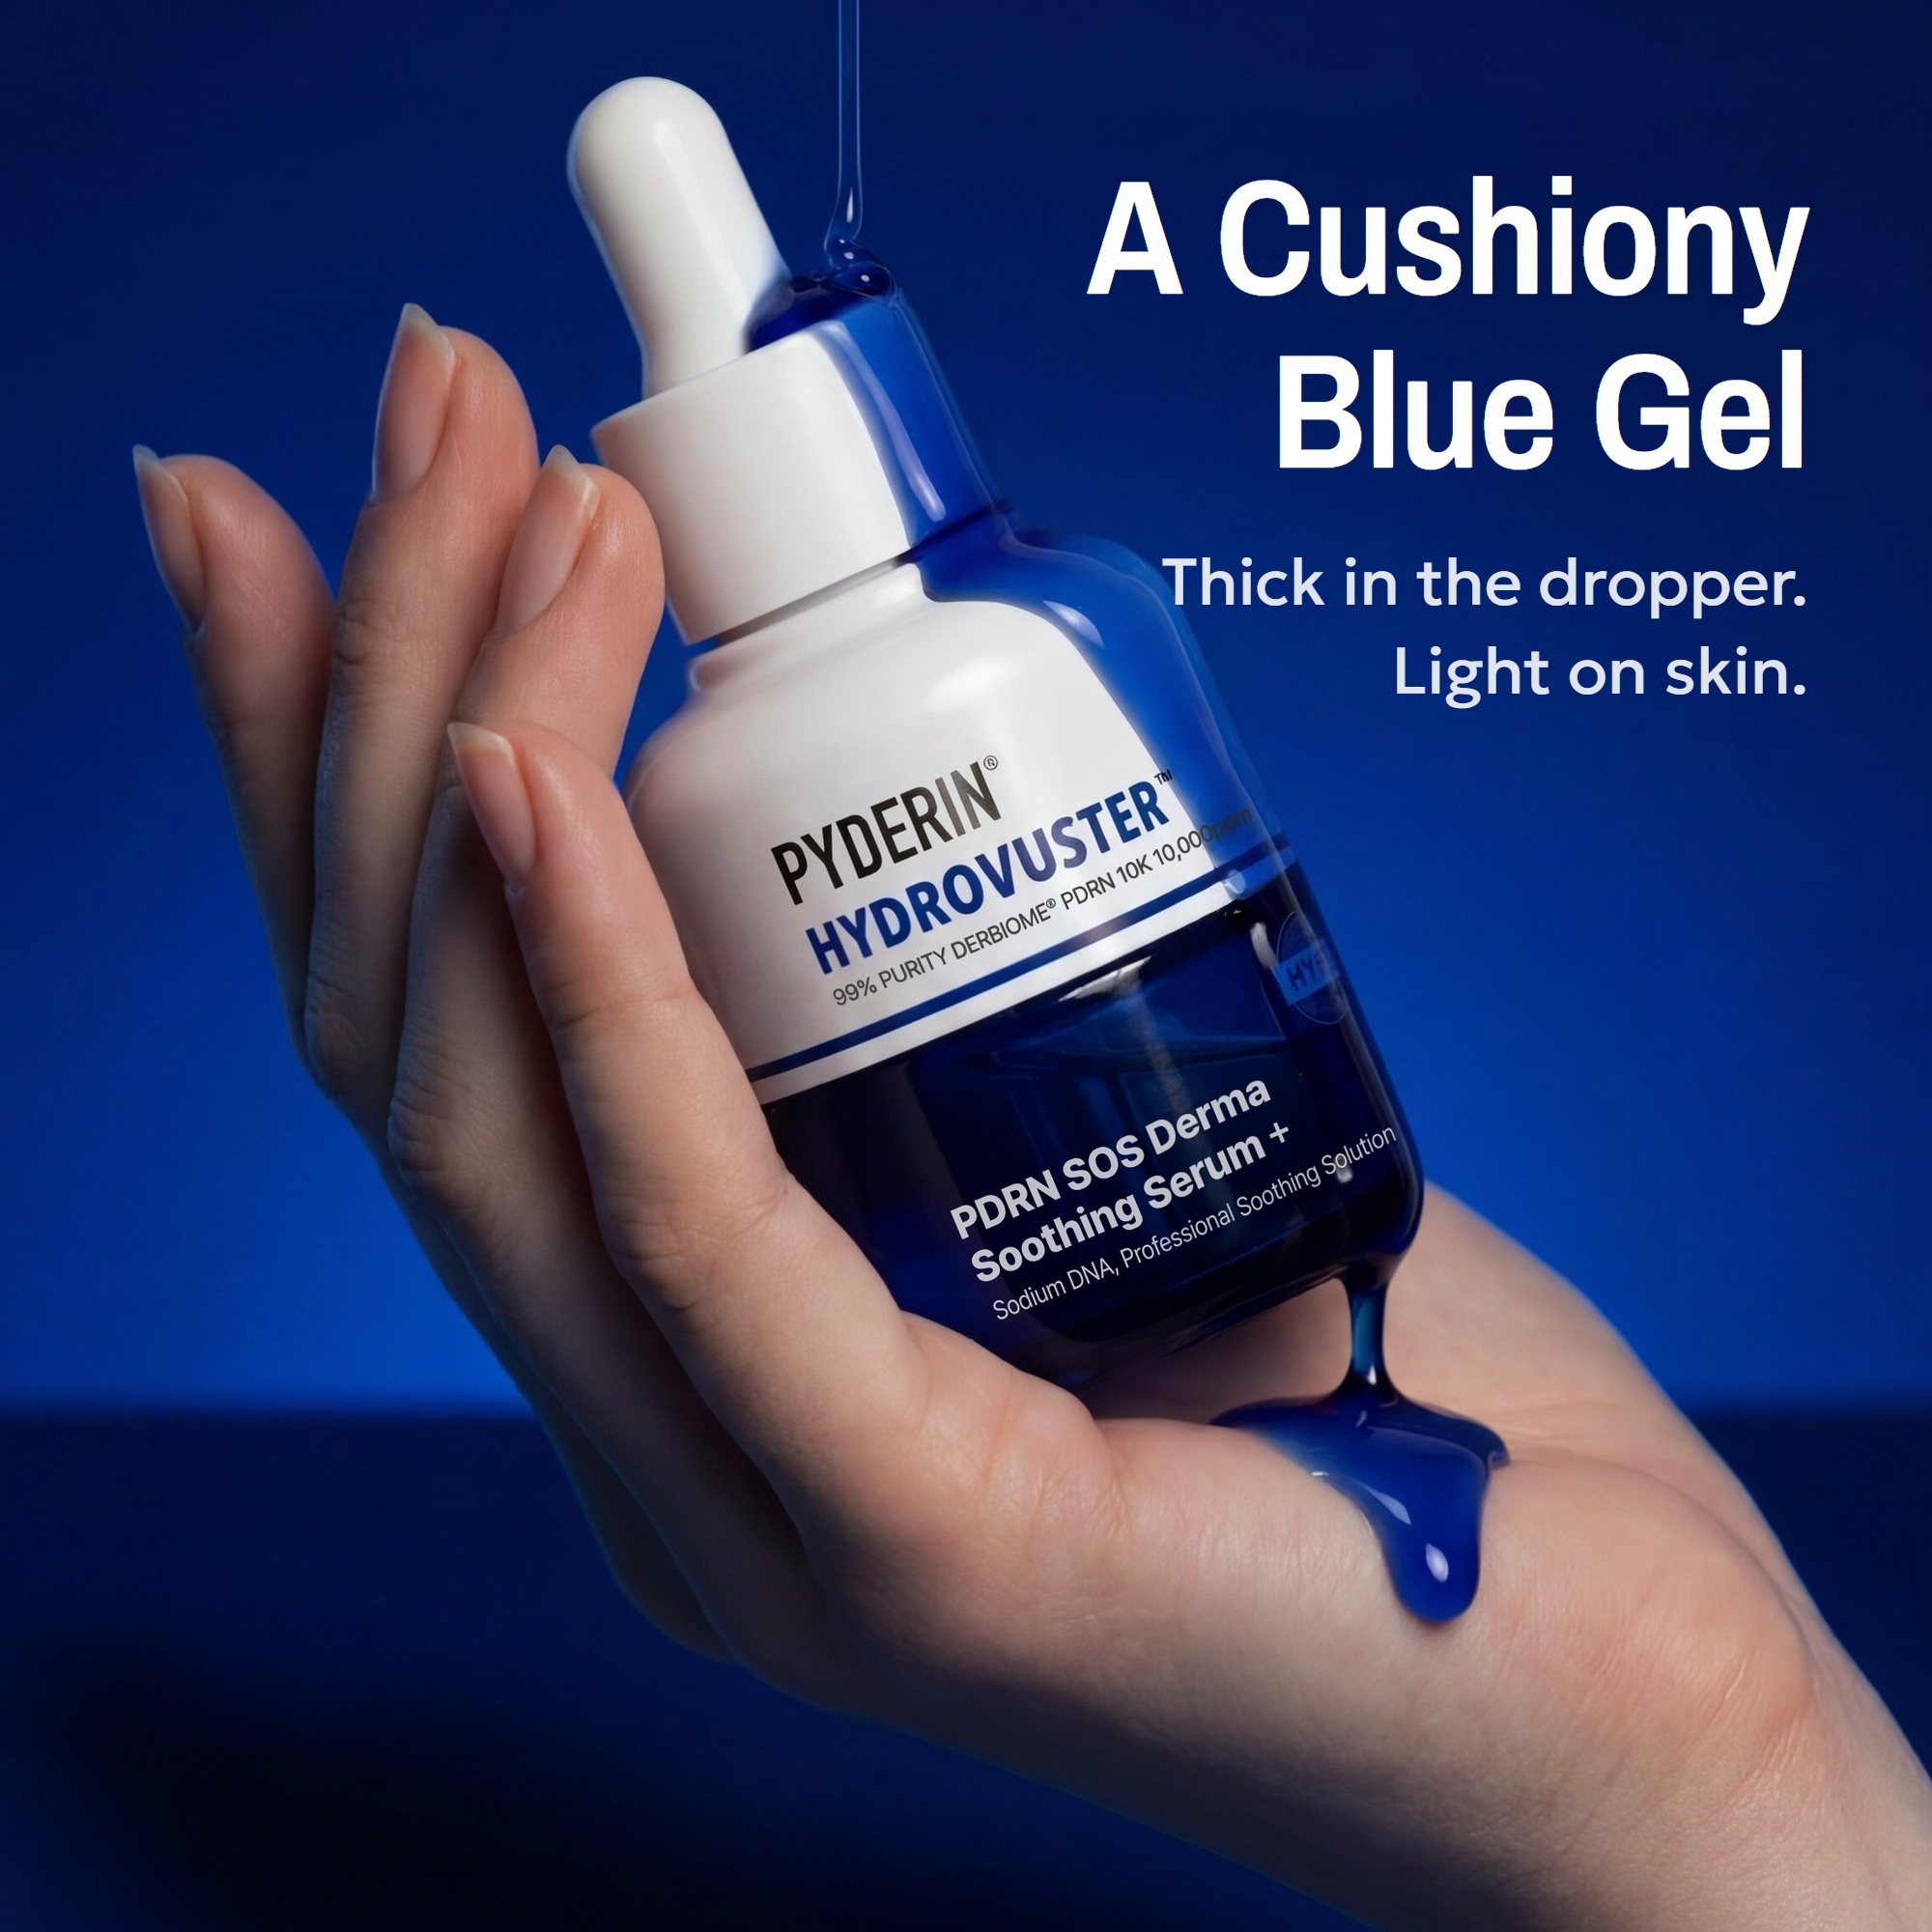 A Cushiony
Blue Gel
Thick in the dropper.
Light on skin.
PYDERIN®
HYDROVUSTER™
99% PURITY DERBIOME® PDRN 10K 10,000ppm
PDRN SOS Derma
Soothing Serum +
Sodium DNA, Professional Soothing Solution